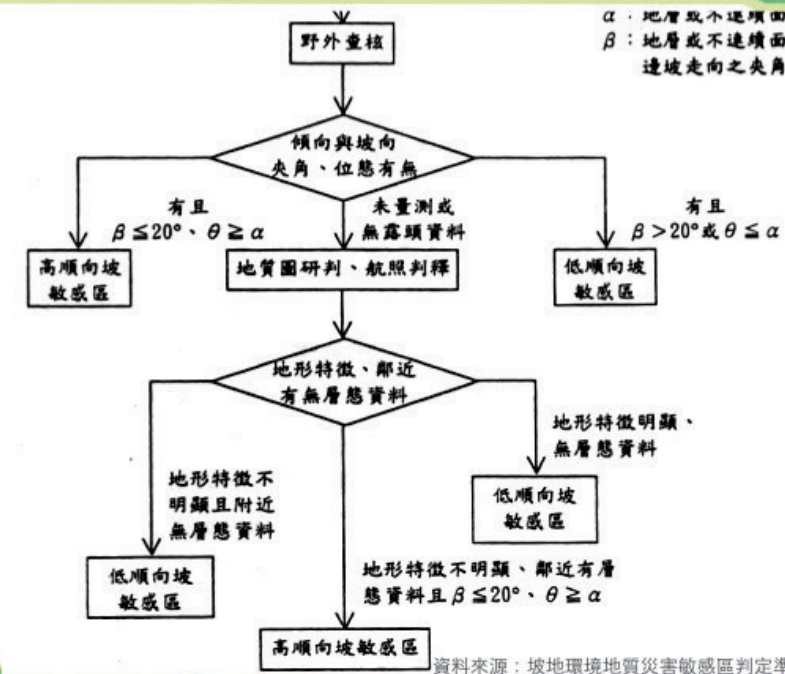 α：地層或不連續面
β：地層或不連續面
邊坡走向之夾角
野外查核
傾向與坡向
夾角、位態有無
有且
β≦20°、θ≧α
未量測或
無露頭資料
有且
β＞20°或θ≦α
高順向坡
敏感區
地質圖研判、航照判釋
低順向坡
敏感區
地形特徵、鄰近
有無層態資料
地形特徵明顯、
無層態資料
地形特徵不
明顯且附近
無層態資料
低順向坡
敏感區
低順向坡
敏感區
地形特徵不明顯、鄰近有層
態資料且β≦20°、θ≧α
高順向坡敏感區
資料來源：坡地環境地質災害敏感區判定準